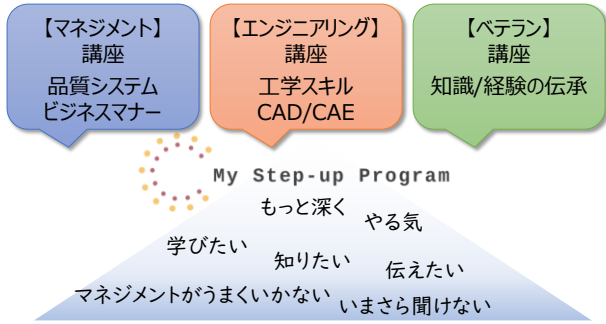 【マネジメント】
講座
品質システム
ビジネスマナー
【エンジニアリング】
講座
工学スキル
CAD/CAE
【ベテラン】
講座
知識/経験の伝承
My Step-up Program
もっと深く
やる気
学びたい
知りたい
伝えたい
マネジメントがうまくいかない
いまさら聞けない